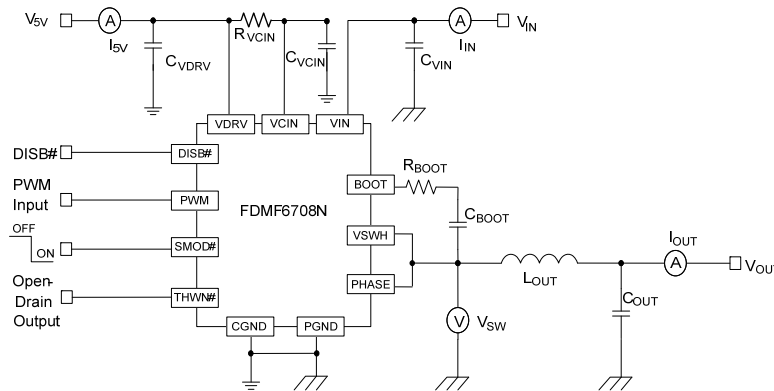 V5V
A
I5V
CVDRV
RVCIN
CVCIN
CVIN
A
IIN
VIN
VDRV
VCIN
VIN
DISB#
DISB#
PWM
Input
PWM
OFF
ON
SMOD#
Open-
Drain
Output
THWN#
FDMF6708N
BOOT
RBOOT
CBOOT
VSWH
PHASE
CGND
PGND
V
VSW
LOUT
COUT
IOUT
A
VOUT